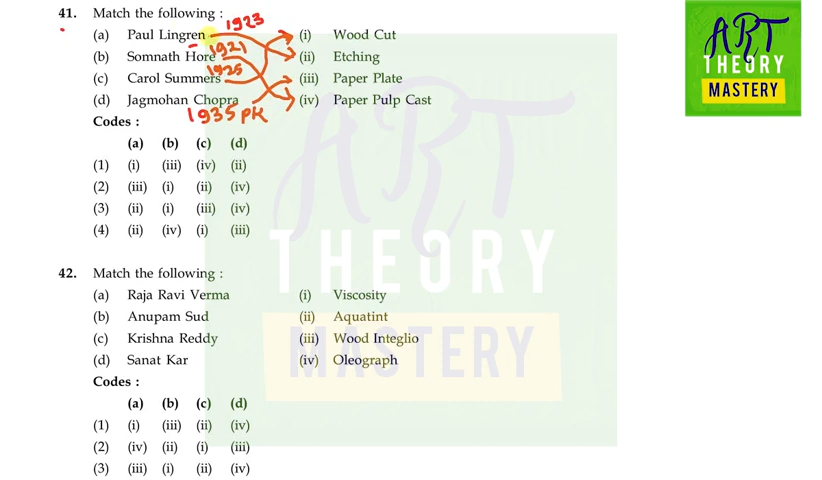 41. Match the following :
(a) Paul Lingren 1923 (i) Wood Cut
(b) Somnath Hore 1921 (ii) Etching
(c) Carol Summers 1925 (iii) Paper Plate
(d) Jagmohan Chopra (iv) Paper Pulp Cast
1935 PK
Codes :
(a) (b) (c) (d)
(1) (i) (iii) (iv) (ii)
(2) (iii) (i) (ii) (iv)
(3) (ii) (i) (iii) (iv)
(4) (ii) (iv) (i) (iii)
42. Match the following :
(a) Raja Ravi Verma (i) Viscosity
(b) Anupam Sud (ii) Aquatint
(c) Krishna Reddy (iii) Wood Integlio
(d) Sanat Kar (iv) Oleograph
Codes :
(a) (b) (c) (d)
(1) (i) (iii) (ii) (iv)
(2) (iv) (ii) (i) (iii)
(3) (iii) (i) (ii) (iv)
ART
THEORY
MASTERY
ART
THEORY
MASTERY